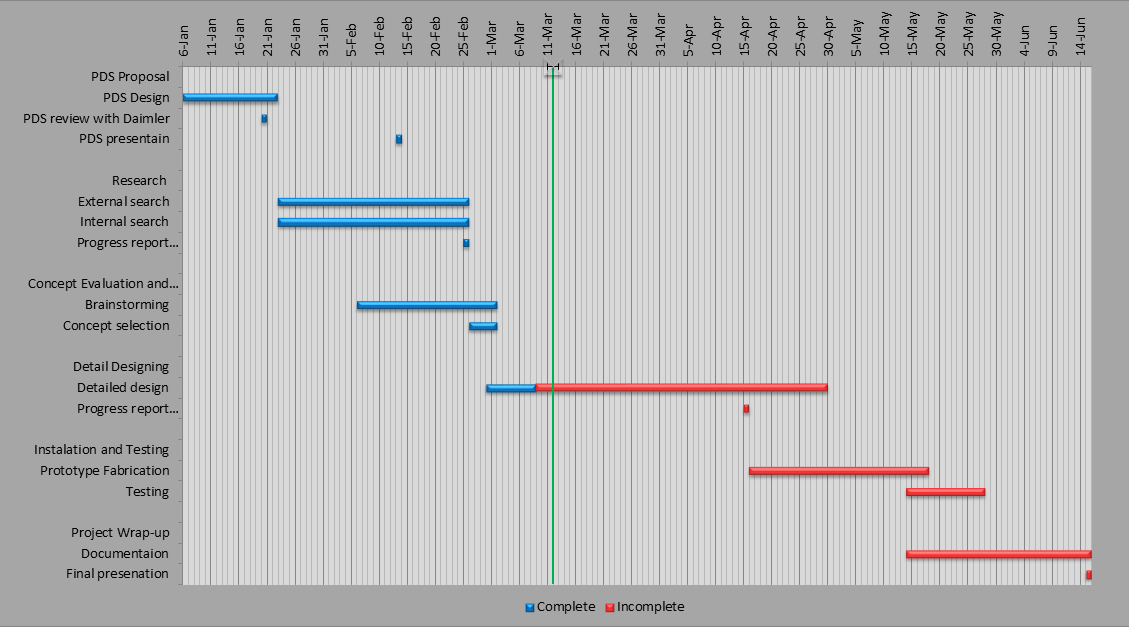 6-Jan 11-Jan 16-Jan 21-Jan 26-Jan 31-Jan 5-Feb 10-Feb 15-Feb 20-Feb 25-Feb 1-Mar 6-Mar 11-Mar 16-Mar 21-Mar 26-Mar 31-Mar 5-Apr 10-Apr 15-Apr 20-Apr 25-Apr 30-Apr 5-May 10-May 15-May 20-May 25-May 30-May 4-Jun 9-Jun 14-Jun
PDS Proposal
PDS Design
PDS review with Daimler
PDS presentain
Research
External search
Internal search
Progress report...
Concept Evaluation and...
Brainstorming
Concept selection
Detail Designing
Detailed design
Progress report...
Instalation and Testing
Prototype Fabrication
Testing
Project Wrap-up
Documentaion
Final presenation
Complete Incomplete